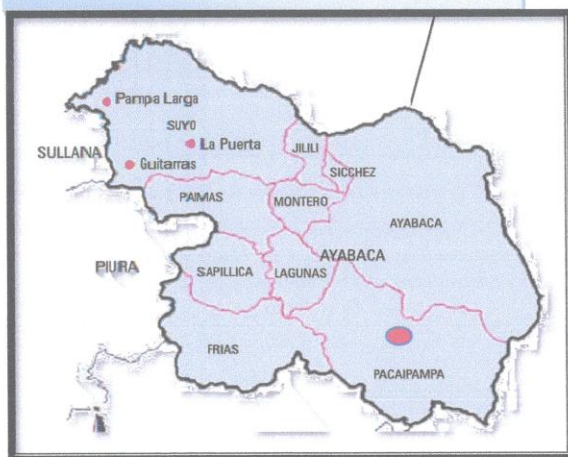 Pampa Larga
SUYO
La Puerta
JILILI
SULLANA
Guitarras
SICCHEZ
PAIMAS
MONTERO
AYABACA
AYABACA
PIURA
SAPILLICA
LAGUNAS
FRIAS
PACAIPAMPA